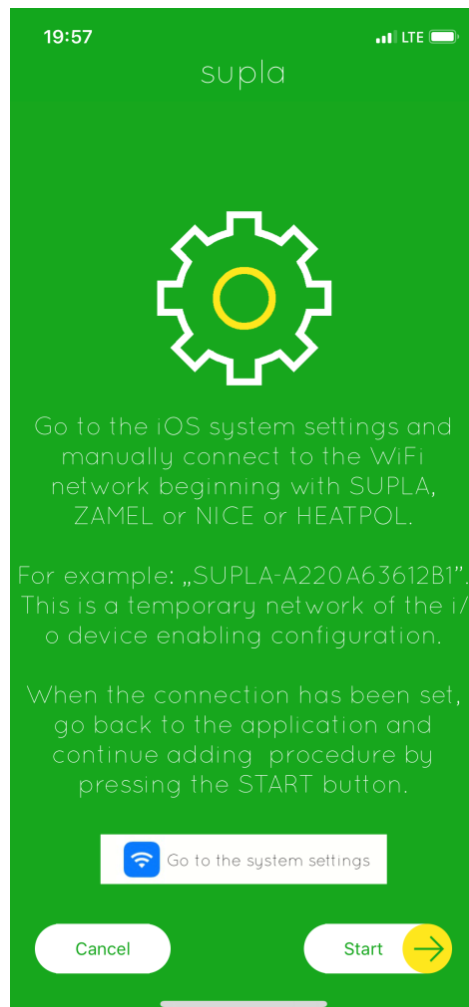 19:57
LTE
supla
Go to the iOS system settings and
manually connect to the WiFi
network beginning with SUPLA,
ZAMEL or NICE or HEATPOL.
For example: „SUPLA-A220A63612B1”.
This is a temporary network of the i/
o device enabling configuration.
When the connection has been set,
go back to the application and
continue adding  procedure by
pressing the START button.
Go to the system settings
Cancel
Start